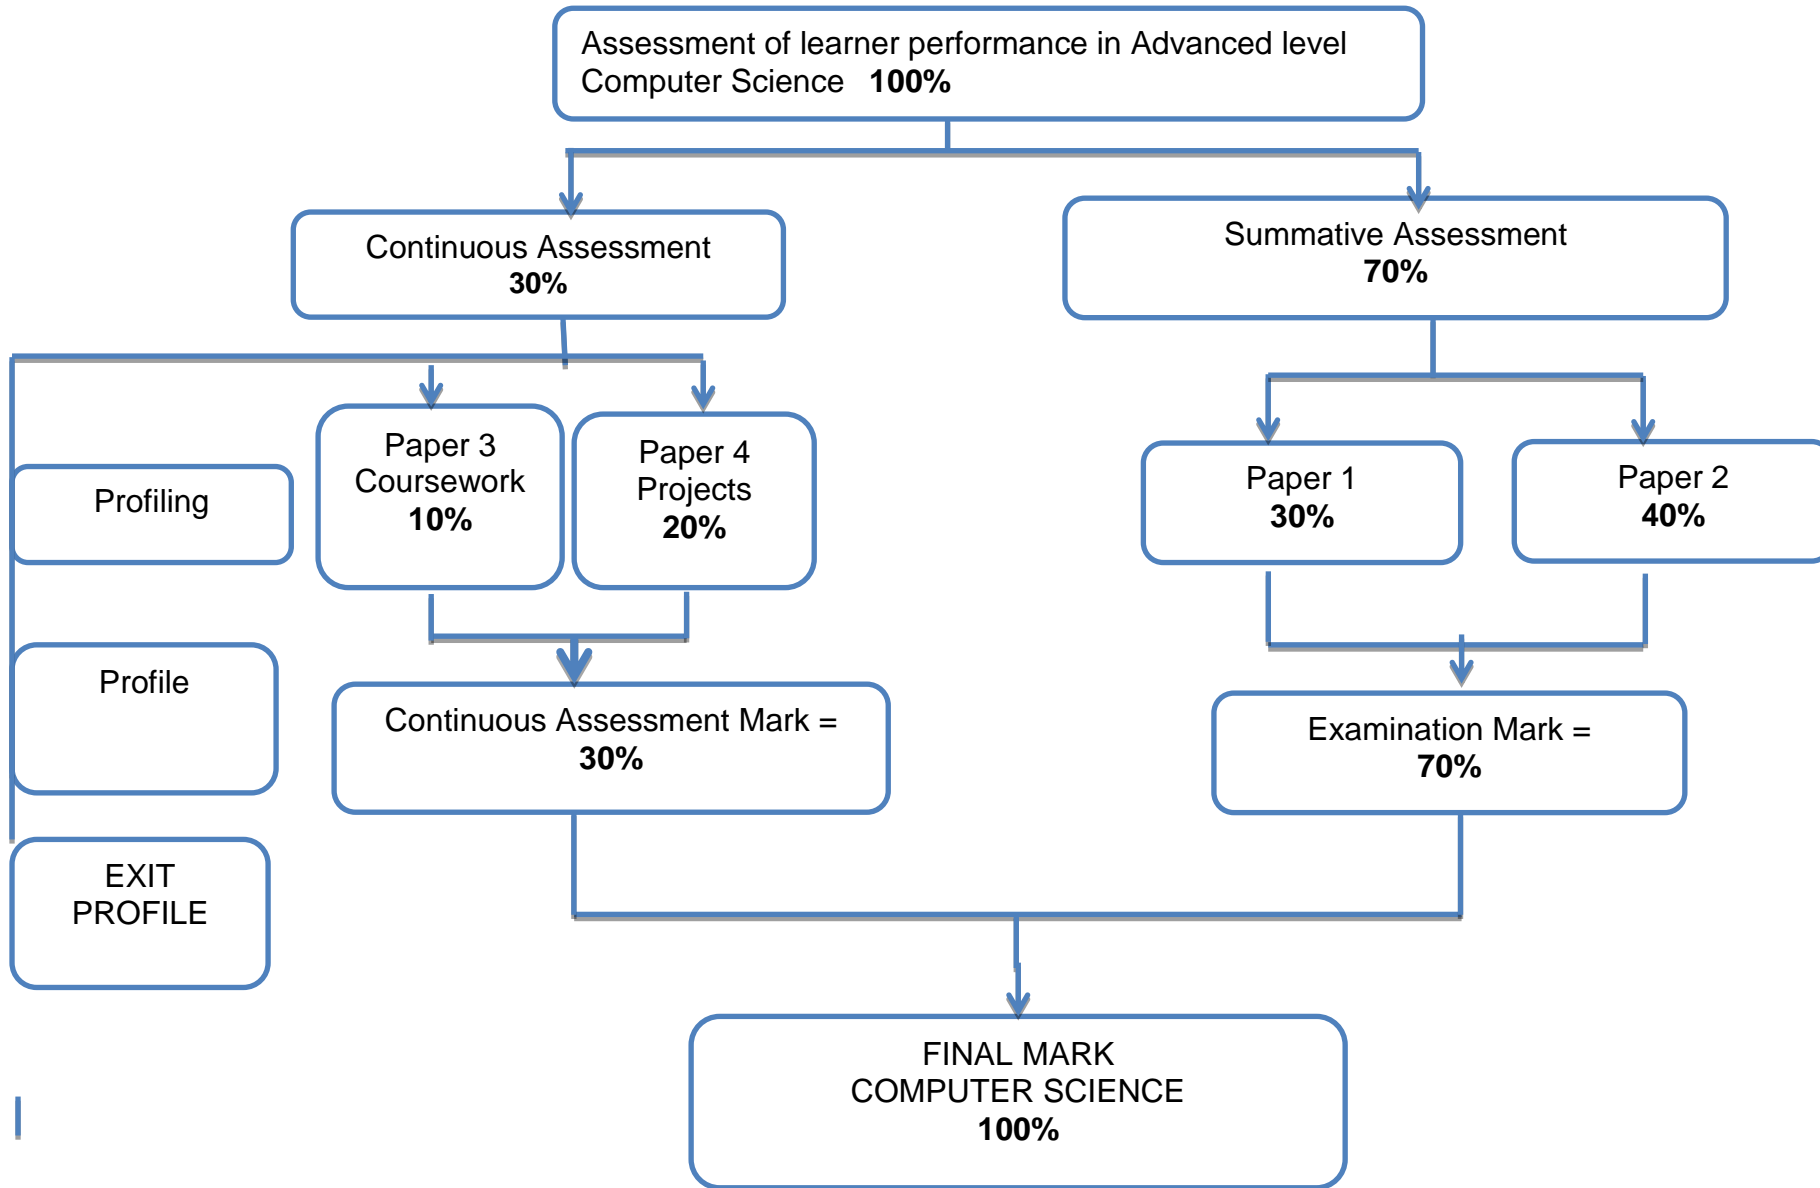 Assessment of learner performance in Advanced level
Computer Science 100%
Continuous Assessment
30%
Summative Assessment
70%
Profiling
Paper 3
Coursework
10%
Paper 4
Projects
20%
Paper 1
30%
Paper 2
40%
Profile
Continuous Assessment Mark =
30%
Examination Mark =
70%
EXIT
PROFILE
FINAL MARK
COMPUTER SCIENCE
100%